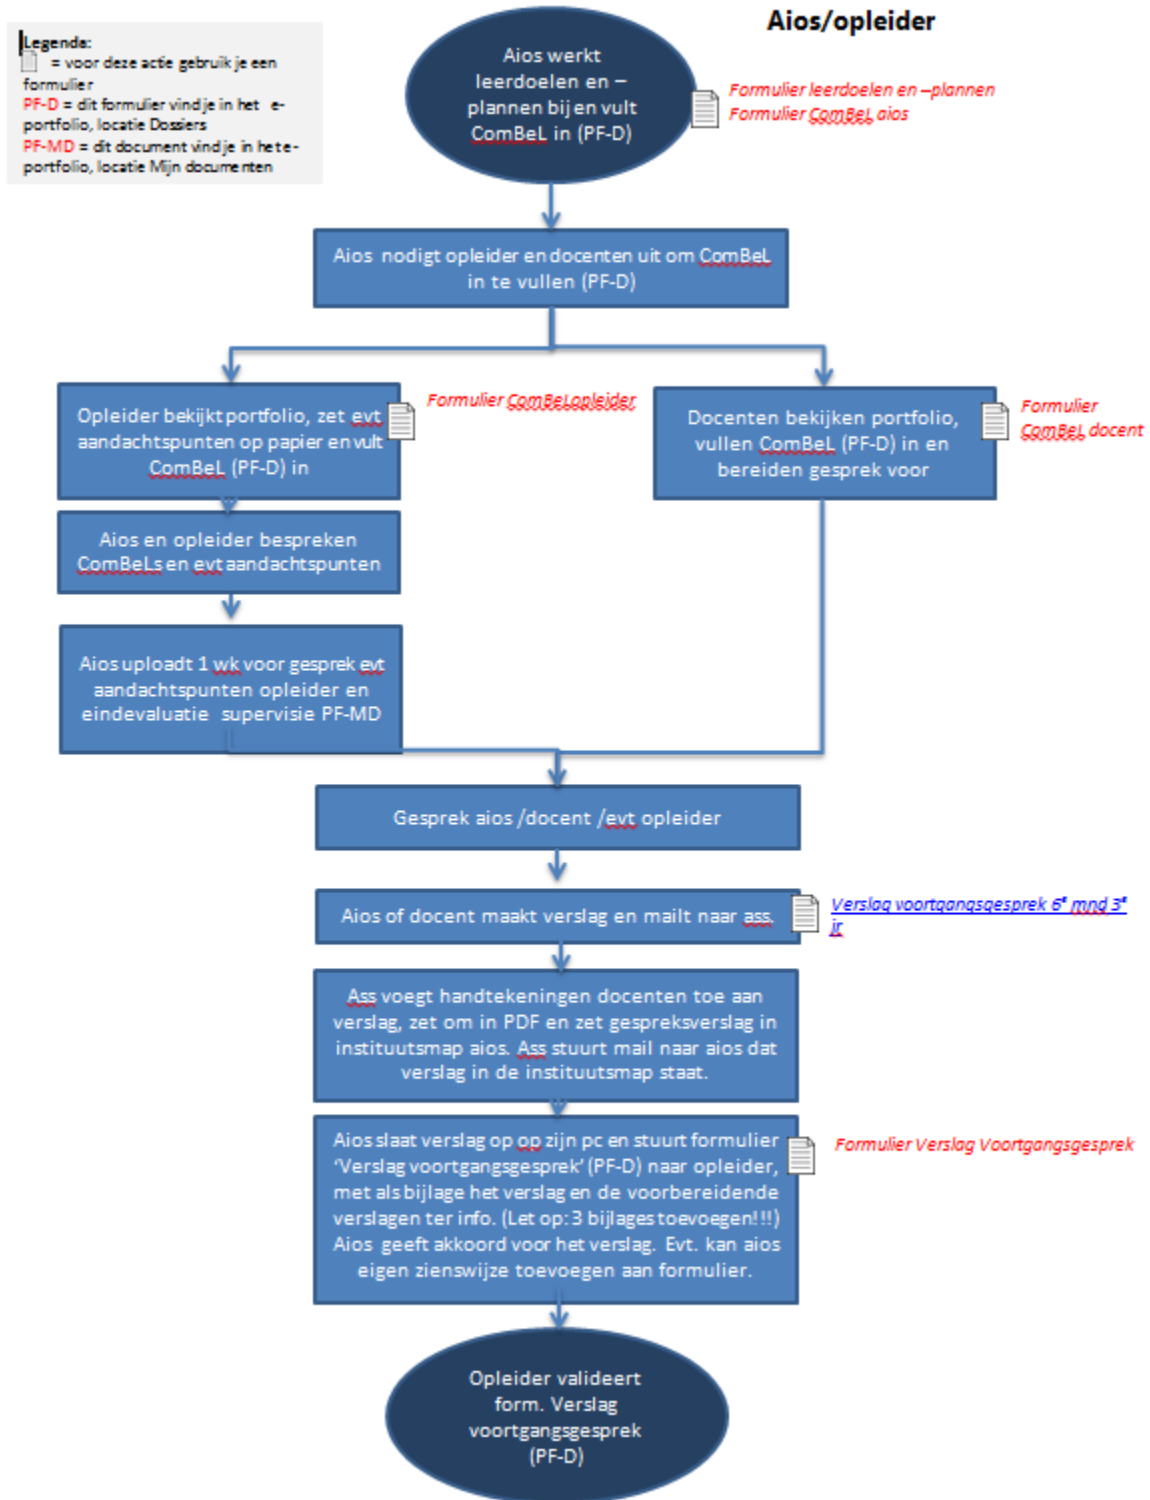 Aios/opleider
Legenda:
= voor deze actie gebruik je een
formulier
PF-D = dit formulier vind je in het e-
portfolio, locatie Dossiers
PF-MD = dit document vind je in het e-
portfolio, locatie Mijn documenten
Aios werkt
leerdoelen en –
plannen bij en vult
ComBeL in (PF-D)
Formulier leerdoelen en –plannen
Formulier ComBeL aios
Aios nodigt opleider en docenten uit om ComBeL
in te vullen (PF-D)
Opleider bekijkt portfolio, zet evt
aandachtspunten op papier en vult
ComBeL (PF-D) in
Formulier ComBeLopleider
Docenten bekijken portfolio,
vullen ComBeL (PF-D) in en
bereiden gesprek voor
Formulier
ComBeL docent
Aios en opleider bespreken
ComBeLs en evt aandachtspunten
Aios uploadt 1 wk voor gesprek evt
aandachtspunten opleider en
eindevaluatie supervisie PF-MD
Gesprek aios /docent /evt opleider
Aios of docent maakt verslag en mailt naar ass.
Verslag voortgangsgesprek 6e mnd 3e
jr
Ass voegt handtekeningen docenten toe aan
verslag, zet om in PDF en zet gespreksverslag in
instituutsmap aios. Ass stuurt mail naar aios dat
verslag in de instituutsmap staat.
Aios slaat verslag op op zijn pc en stuurt formulier
‘Verslag voortgangsgesprek’ (PF-D) naar opleider,
met als bijlage het verslag en de voorbereidende
verslagen ter info. (Let op: 3 bijlages toevoegen!!!)
Aios geeft akkoord voor het verslag. Evt. kan aios
eigen zienswijze toevoegen aan formulier.
Formulier Verslag Voortgangsgesprek
Opleider valideert
form. Verslag
voortgangsgesprek
(PF-D)